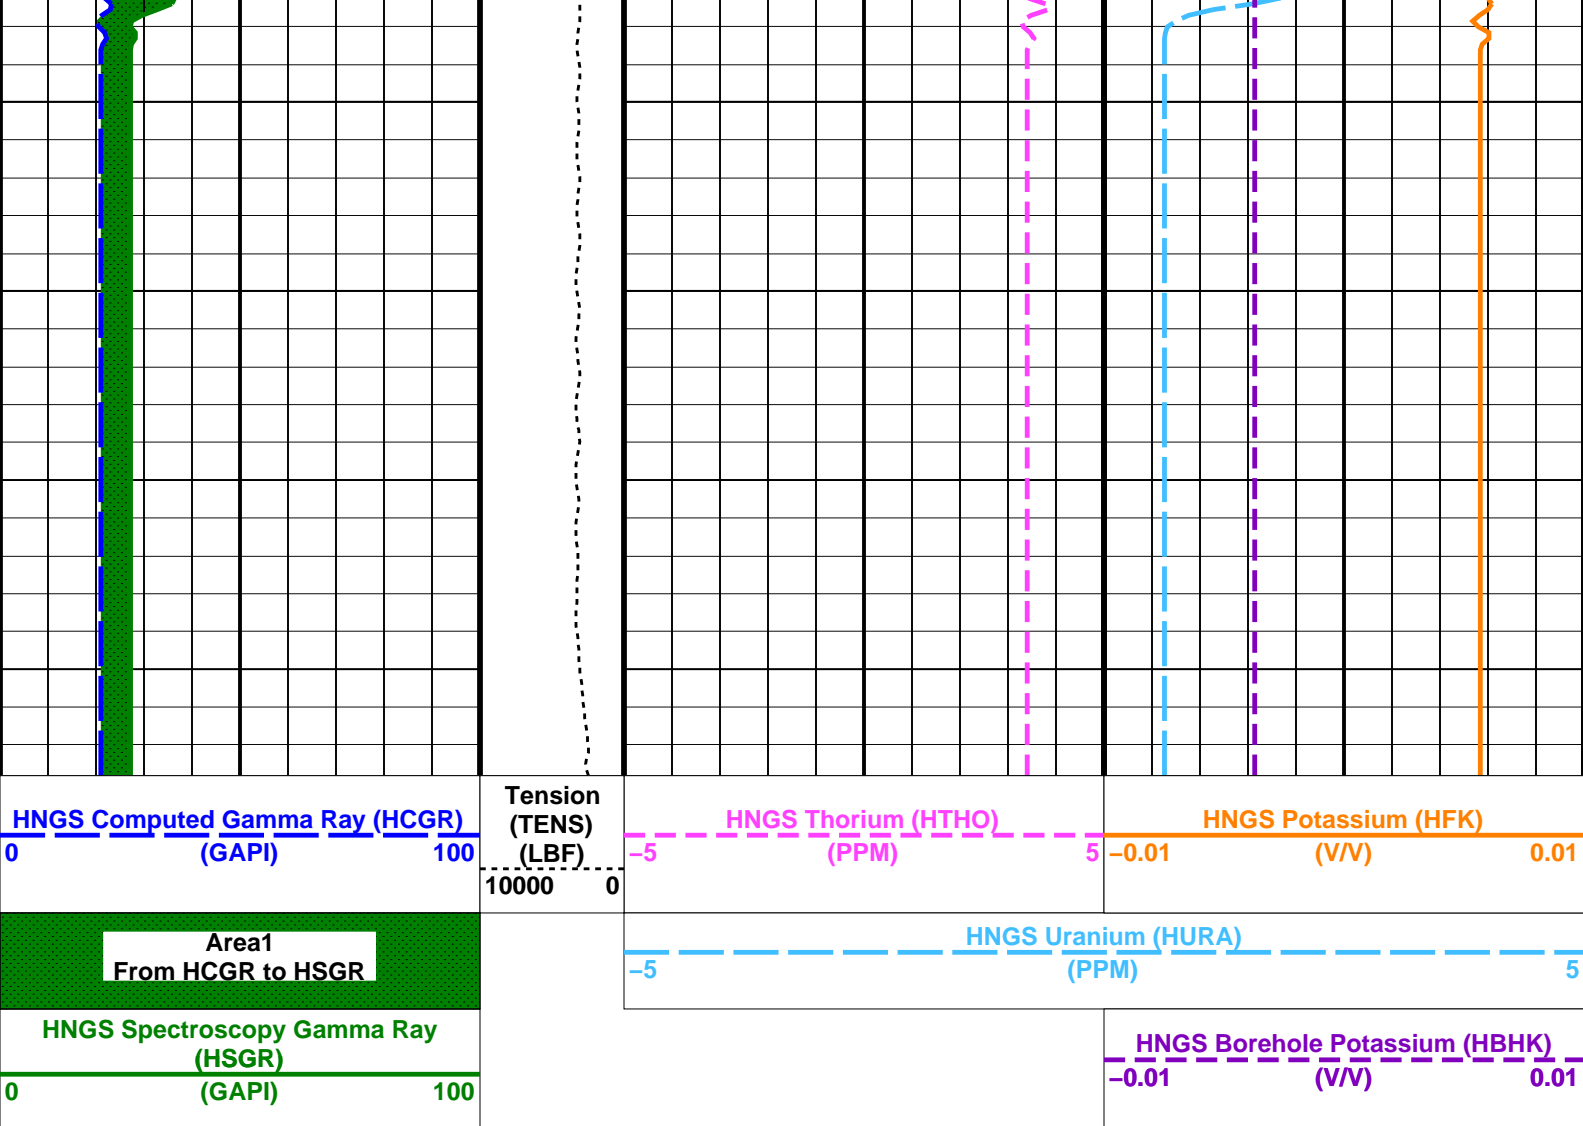 HNGS Computed Gamma Ray (HCGR)
0 (GAPI) 100
Tension
(TENS)
(LBF)
10000 0
HNGS Thorium (HTHO)
−5 (PPM) 5
HNGS Potassium (HFK)
−0.01 (V/V) 0.01
Area1
From HCGR to HSGR
HNGS Uranium (HURA)
−5 (PPM) 5
HNGS Spectroscopy Gamma Ray
(HSGR)
0 (GAPI) 100
HNGS Borehole Potassium (HBHK)
−0.01 (V/V) 0.01